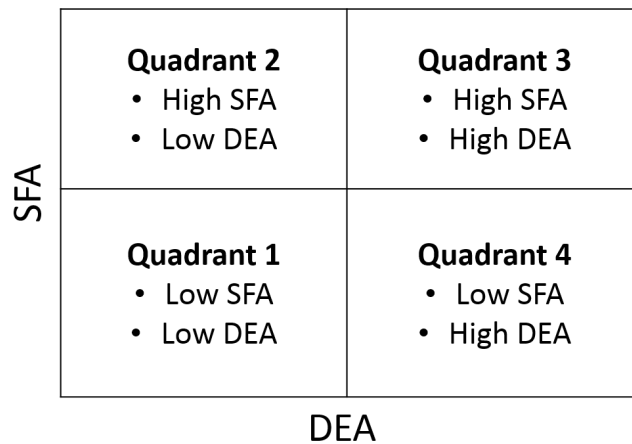 Quadrant 2
• High SFA
• Low DEA
Quadrant 3
• High SFA
• High DEA
SFA
Quadrant 1
• Low SFA
• Low DEA
Quadrant 4
• Low SFA
• High DEA
DEA